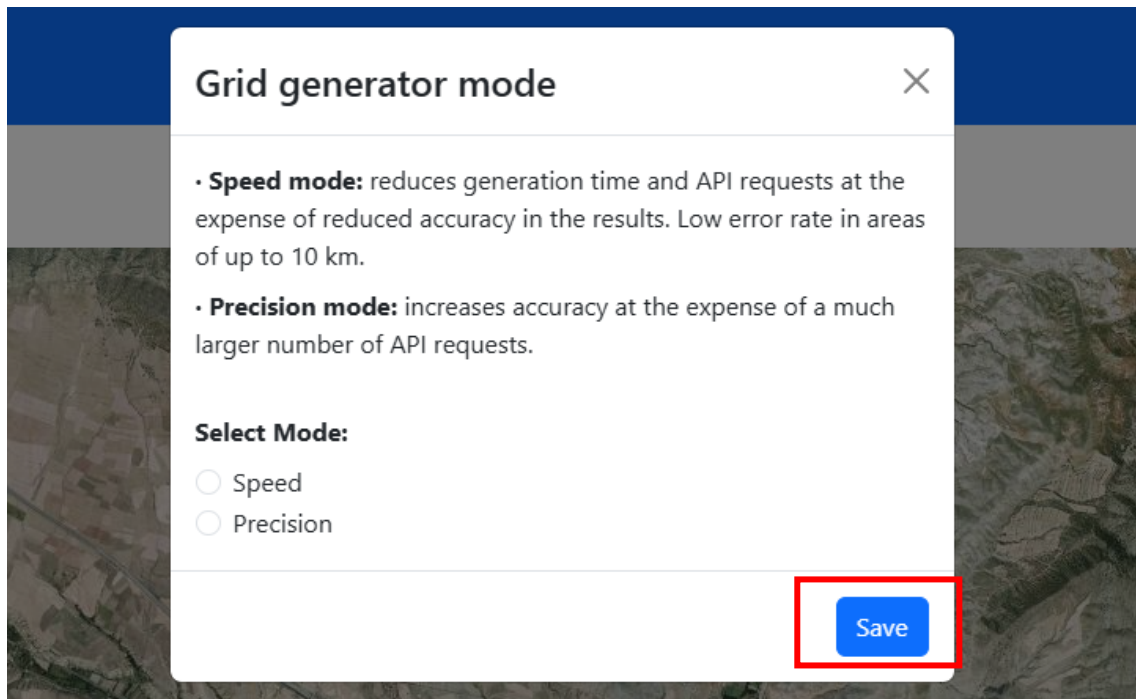 Grid generator mode
· Speed mode: reduces generation time and API requests at the
expense of reduced accuracy in the results. Low error rate in areas
of up to 10 km.
· Precision mode: increases accuracy at the expense of a much
larger number of API requests.
Select Mode:
Speed
Precision
Save